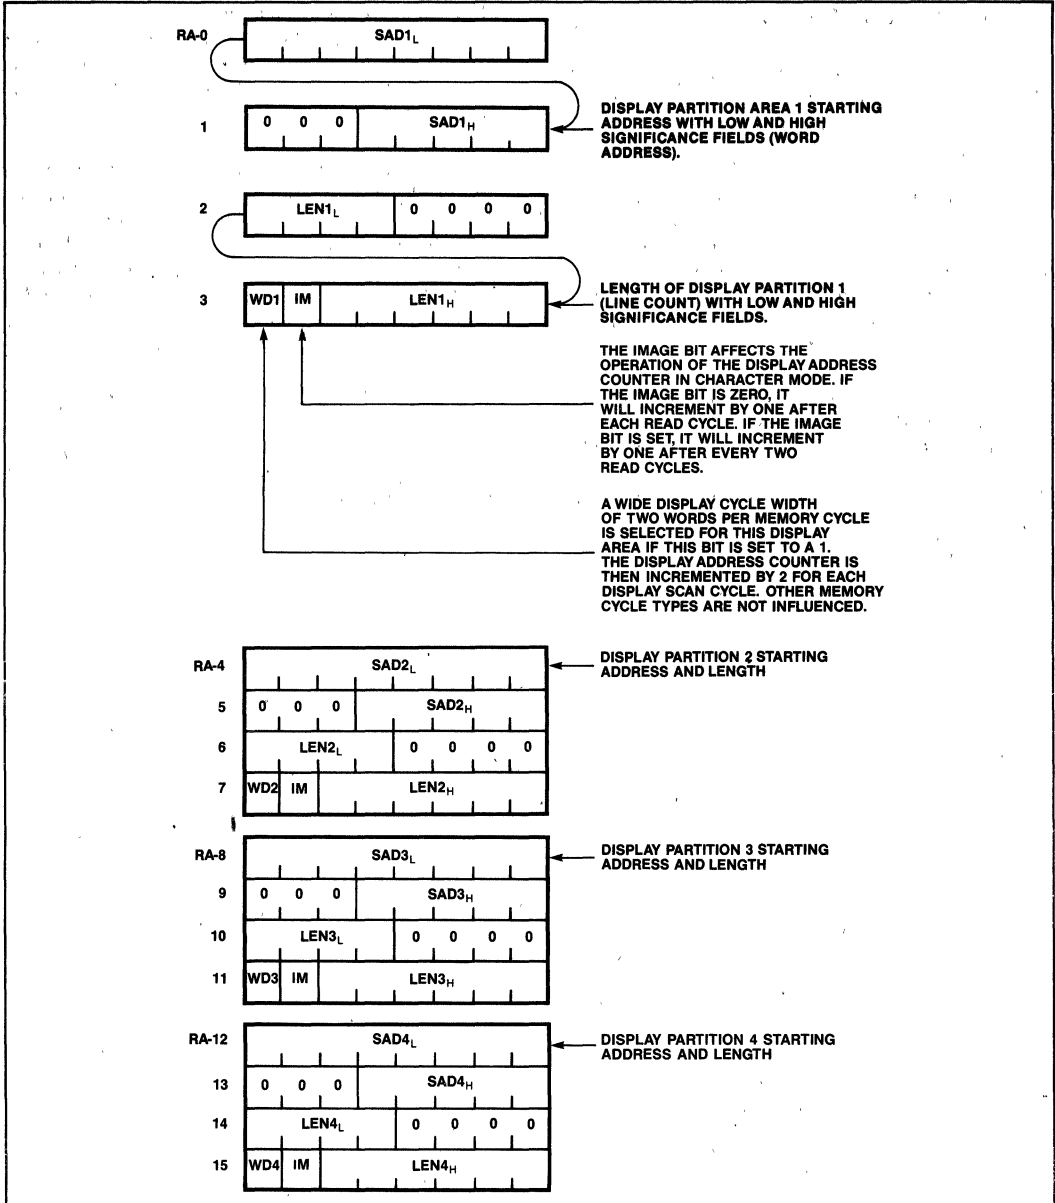 RA-0 SAD1L
1 0 0 0 SAD1H
DISPLAY PARTITION AREA 1 STARTING
ADDRESS WITH LOW AND HIGH
SIGNIFICANCE FIELDS (WORD
ADDRESS).
2 LEN1L 0 0 0 0
3 WD1 IM LEN1H
LENGTH OF DISPLAY PARTITION 1
(LINE COUNT) WITH LOW AND HIGH
SIGNIFICANCE FIELDS.
THE IMAGE BIT AFFECTS THE
OPERATION OF THE DISPLAY ADDRESS
COUNTER IN CHARACTER MODE. IF
THE IMAGE BIT IS ZERO, IT
WILL INCREMENT BY ONE AFTER
EACH READ CYCLE. IF THE IMAGE
BIT IS SET, IT WILL INCREMENT
BY ONE AFTER EVERY TWO
READ CYCLES.
A WIDE DISPLAY CYCLE WIDTH
OF TWO WORDS PER MEMORY CYCLE
IS SELECTED FOR THIS DISPLAY
AREA IF THIS BIT IS SET TO A 1.
THE DISPLAY ADDRESS COUNTER IS
THEN INCREMENTED BY 2 FOR EACH
DISPLAY SCAN CYCLE. OTHER MEMORY
CYCLE TYPES ARE NOT INFLUENCED.
RA-4 SAD2L
DISPLAY PARTITION 2 STARTING
ADDRESS AND LENGTH
5 0 0 0 SAD2H
6 LEN2L 0 0 0 0
7 WD2 IM LEN2H
RA-8 SAD3L
DISPLAY PARTITION 3 STARTING
ADDRESS AND LENGTH
9 0 0 0 SAD3H
10 LEN3L 0 0 0 0
11 WD3 IM LEN3H
RA-12 SAD4L
DISPLAY PARTITION 4 STARTING
ADDRESS AND LENGTH
13 0 0 0 SAD4H
14 LEN4L 0 0 0 0
15 WD4 IM LEN4H